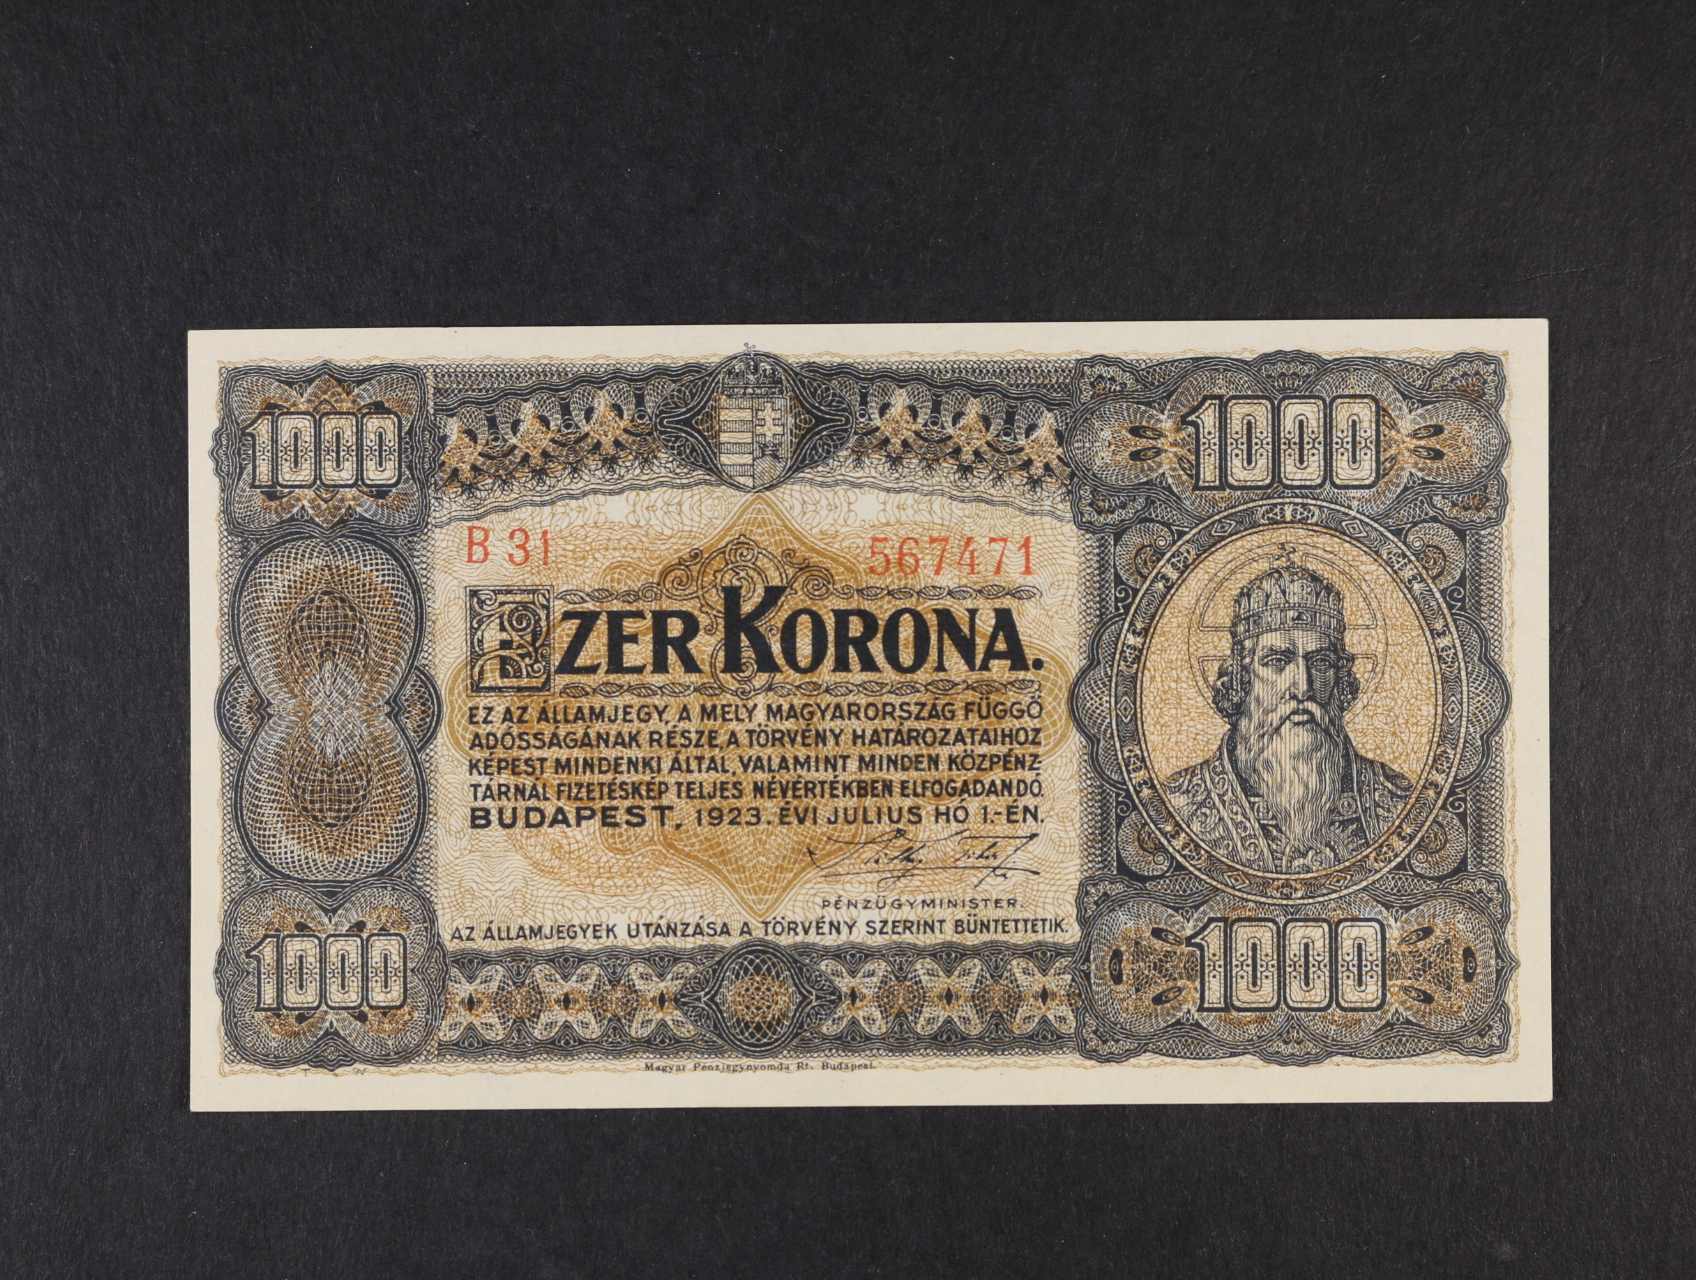 1000
1000
B 31
567471
EZER KORONA.
EZ AZ ÁLLAMJEGY, A MELY MAGYARORSZÁG FÜGGŐ
ADÓSSÁGÁNAK RÉSZE, A TÖRVÉNY HATÁROZATAIHOZ
KÉPEST MINDENKI ÁLTAL, VALAMINT MINDEN KÖZPÉNZ-
TÁRNÁL FIZETÉSKÉP TELJES NÉVÉRTÉKBEN ELFOGADANDÓ.
BUDAPEST, 1923. ÉVI JULIUS HÓ 1.-ÉN.
PÉNZÜGYMINISTER.
AZ ÁLLAMJEGYEK UTÁNZÁSA A TÖRVÉNY SZERINT BÜNTETTETIK.
1000
1000
Magyar Pénzjegynyomda Rt. Budapest.